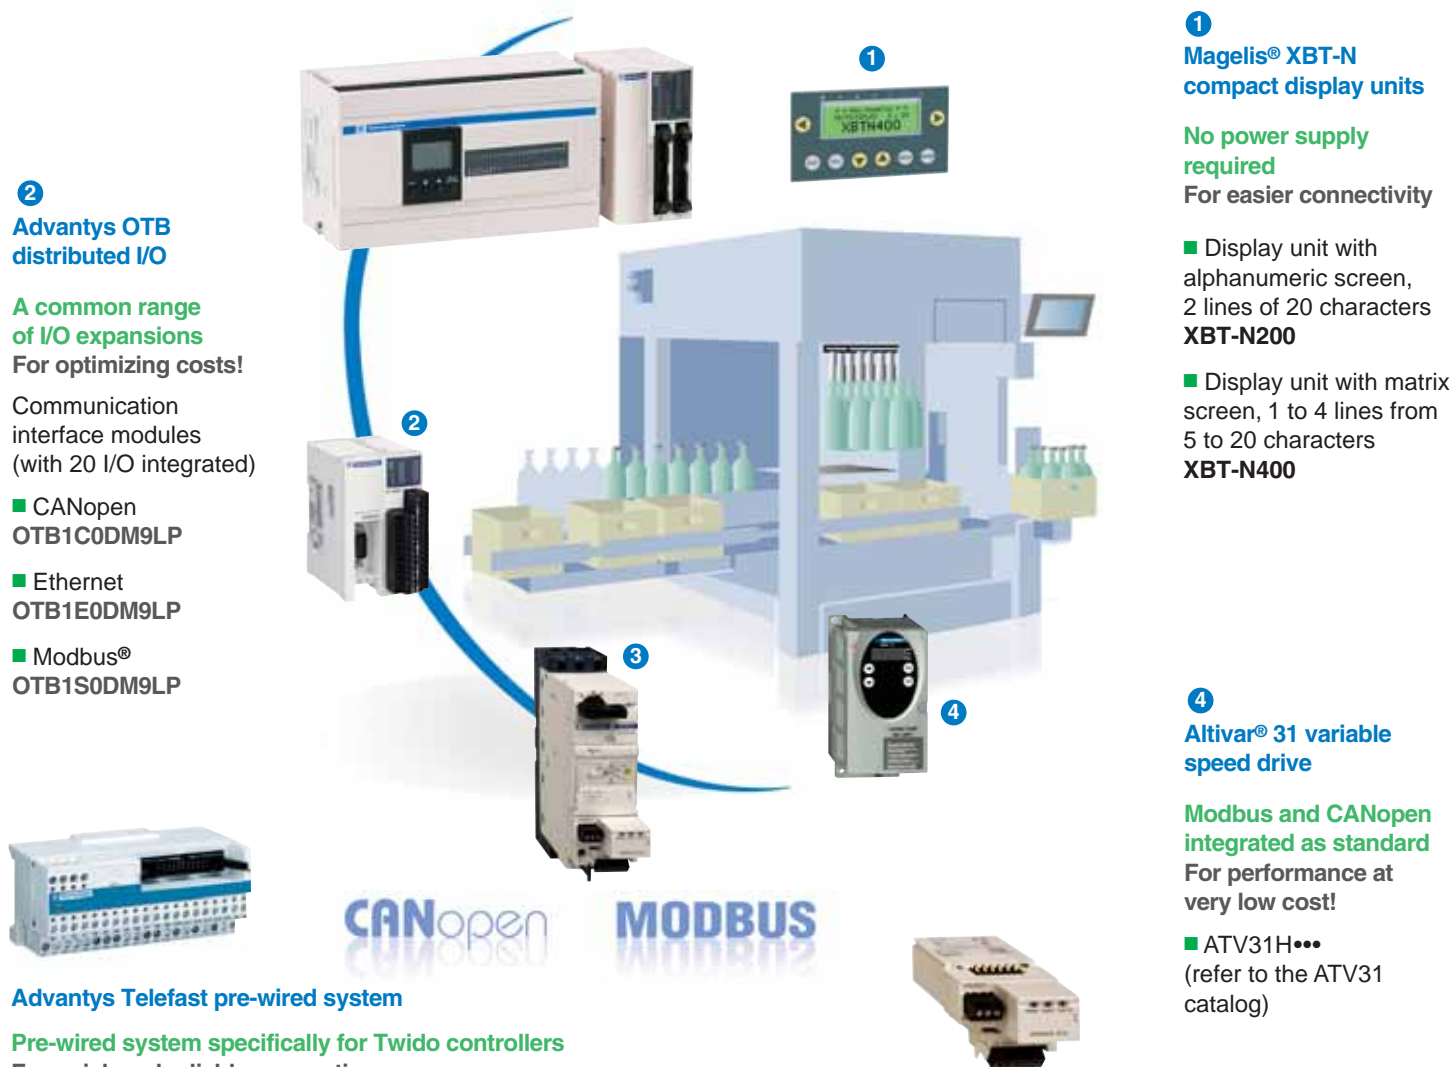 1
Magelis® XBT-N
compact display units
No power supply
required
For easier connectivity
■ Display unit with
alphanumeric screen,
2 lines of 20 characters
XBT-N200
■ Display unit with matrix
screen, 1 to 4 lines from
5 to 20 characters
XBT-N400
1
XBTN400
2
Advantys OTB
distributed I/O
A common range
of I/O expansions
For optimizing costs!
Communication
interface modules
(with 20 I/O integrated)
■ CANopen
OTB1C0DM9LP
■ Ethernet
OTB1E0DM9LP
■ Modbus®
OTB1S0DM9LP
2
3
4
4
Altivar® 31 variable
speed drive
Modbus and CANopen
integrated as standard
For performance at
very low cost!
■ ATV31H•••
(refer to the ATV31
catalog)
CANopen
MODBUS
Advantys Telefast pre-wired system
Pre-wired system specifically for Twido controllers